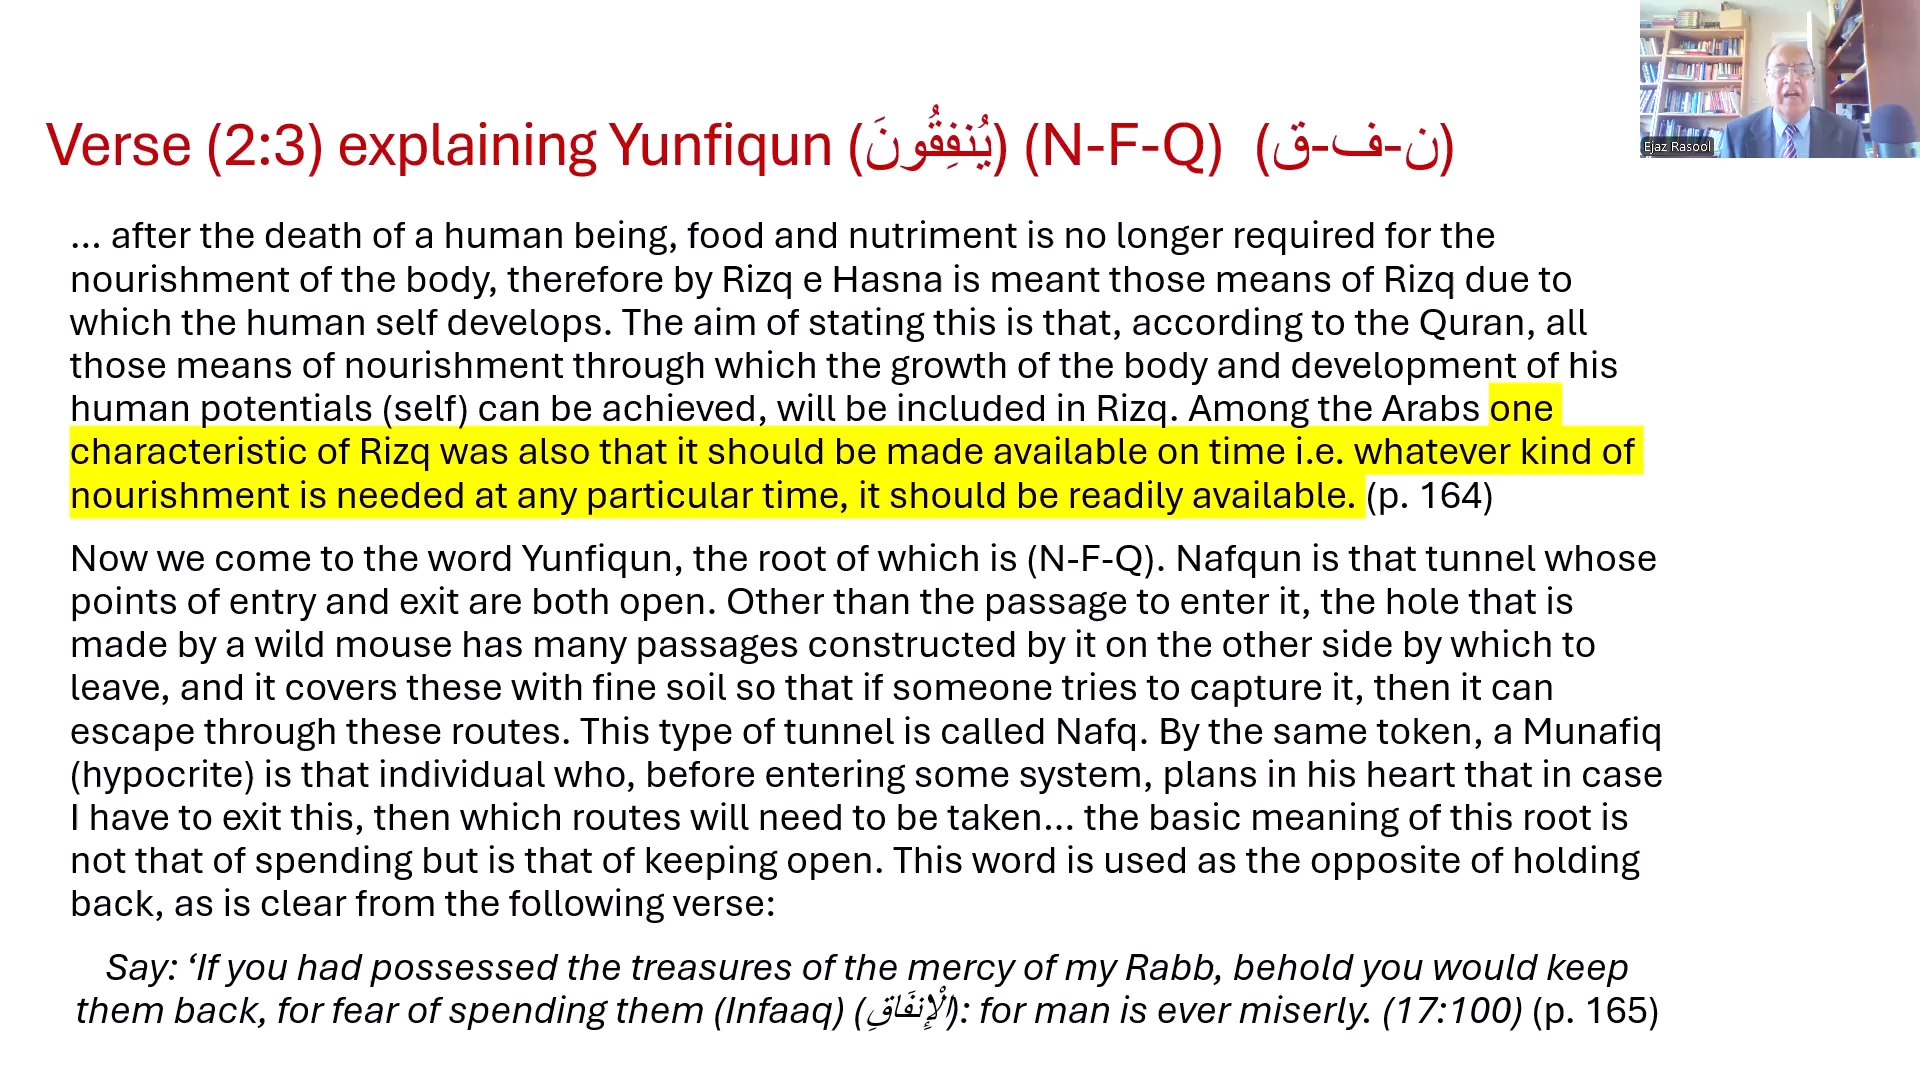 Verse (2:3) explaining Yunfiqun (يُنفِقُونَ) (N-F-Q) (ن-ف-ق)
Ejaz Rasool
… after the death of a human being, food and nutriment is no longer required for the
nourishment of the body, therefore by Rizq e Hasna is meant those means of Rizq due to
which the human self develops. The aim of stating this is that, according to the Quran, all
those means of nourishment through which the growth of the body and development of his
human potentials (self) can be achieved, will be included in Rizq. Among the Arabs one
characteristic of Rizq was also that it should be made available on time i.e. whatever kind of
nourishment is needed at any particular time, it should be readily available. (p. 164)
Now we come to the word Yunfiqun, the root of which is (N-F-Q). Nafqun is that tunnel whose
points of entry and exit are both open. Other than the passage to enter it, the hole that is
made by a wild mouse has many passages constructed by it on the other side by which to
leave, and it covers these with fine soil so that if someone tries to capture it, then it can
escape through these routes. This type of tunnel is called Nafq. By the same token, a Munafiq
(hypocrite) is that individual who, before entering some system, plans in his heart that in case
I have to exit this, then which routes will need to be taken… the basic meaning of this root is
not that of spending but is that of keeping open. This word is used as the opposite of holding
back, as is clear from the following verse:
Say: ‘If you had possessed the treasures of the mercy of my Rabb, behold you would keep
them back, for fear of spending them (Infaaq) (الْإِنفَاقِ): for man is ever miserly. (17:100) (p. 165)